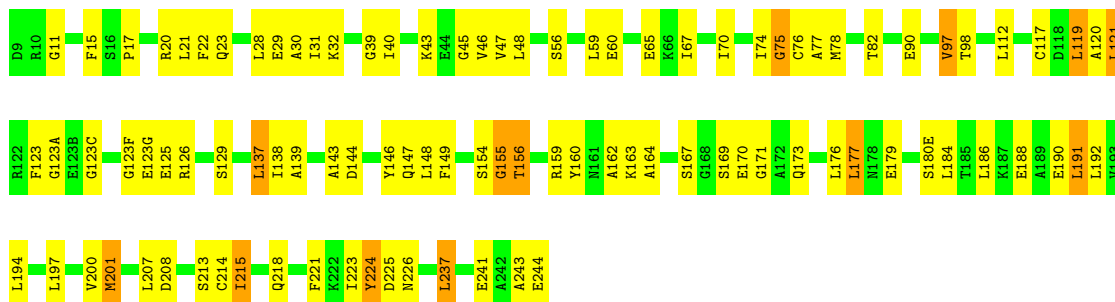 D9 R10 G11 F15 S16 P17 R20 L21 F22 Q23 L28 E29 A30 I31 K32 G39 I40 K43 E44 G45 V46 V47 L48 S56 L59 E60 E65 K66 I67 I70 I74 G75 C76 A77 M78 T82 E90 V97 T98 L112 C117 D118 L119 A120 L121
R122 F123 G123A E123B G123C G123F E123G E125 R126 S129 L137 I138 A139 A143 D144 Y146 Q147 L148 F149 S154 G155 T156 R159 Y160 N161 A162 K163 A164 S167 G168 S169 E170 G171 A172 Q173 L176 L177 N178 E179 S180E L184 T185 L186 K187 E188 A189 E190 L191 L192 V193
L194 L197 V200 M201 L207 D208 S213 C214 I215 Q218 F221 K222 I223 Y224 D225 N226 L237 E241 A242 A243 E244